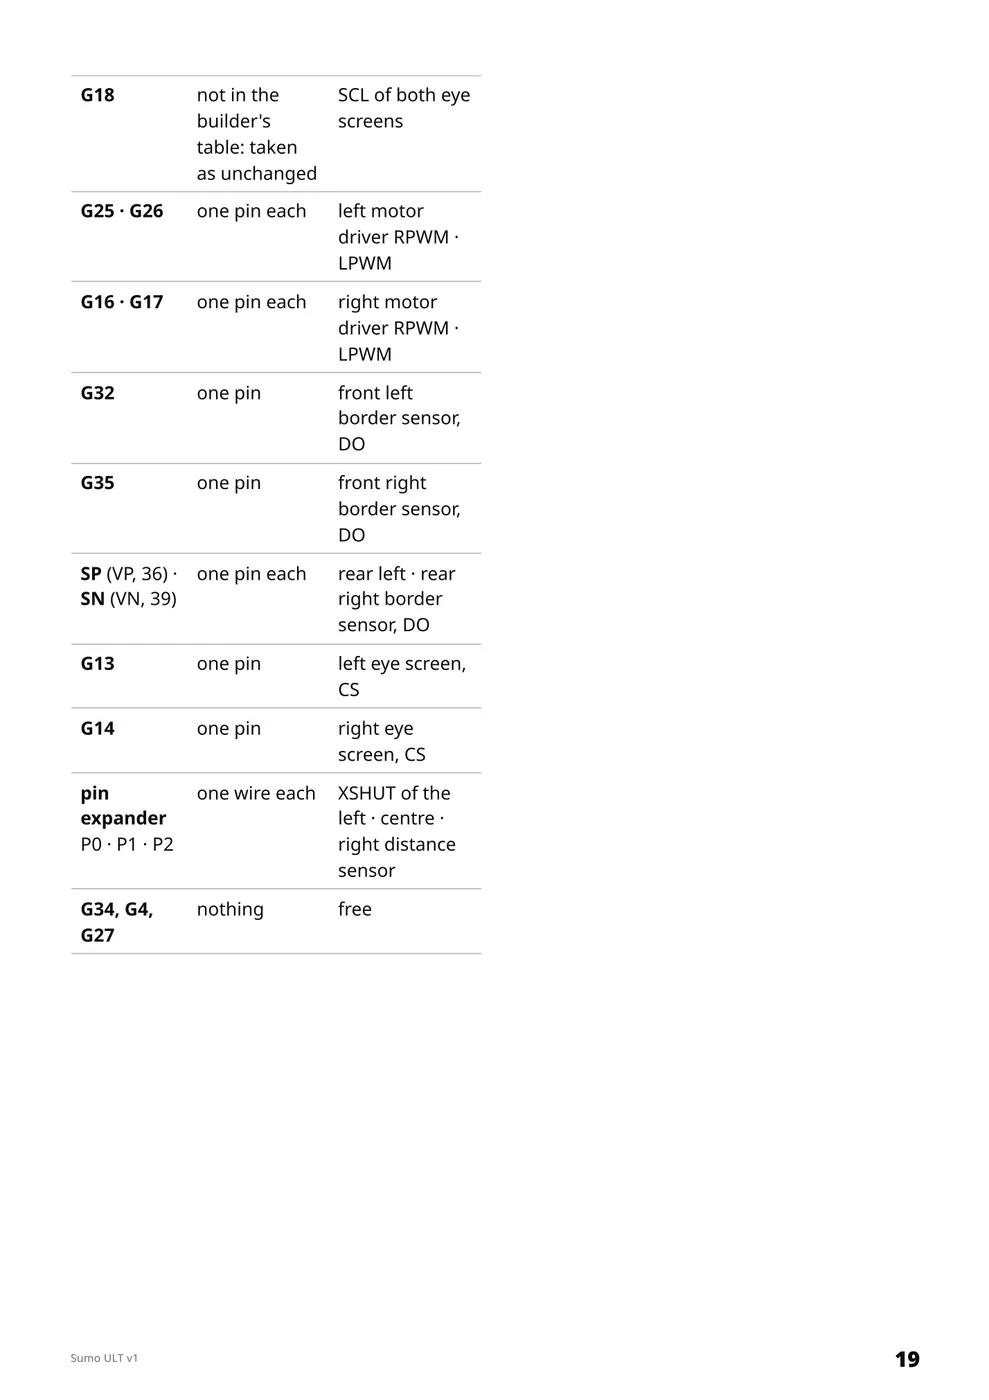 G18 not in the SCL of both eye
builder's screens
table: taken
as unchanged
G25 · G26 one pin each left motor
driver RPWM ·
LPWM
G16 · G17 one pin each right motor
driver RPWM ·
LPWM
G32 one pin front left
border sensor,
DO
G35 one pin front right
border sensor,
DO
SP (VP, 36) · one pin each rear left · rear
SN (VN, 39) right border
sensor, DO
G13 one pin left eye screen,
CS
G14 one pin right eye
screen, CS
pin one wire each XSHUT of the
expander left · centre ·
P0 · P1 · P2 right distance
sensor
G34, G4, nothing free
G27
Sumo ULT v1 19